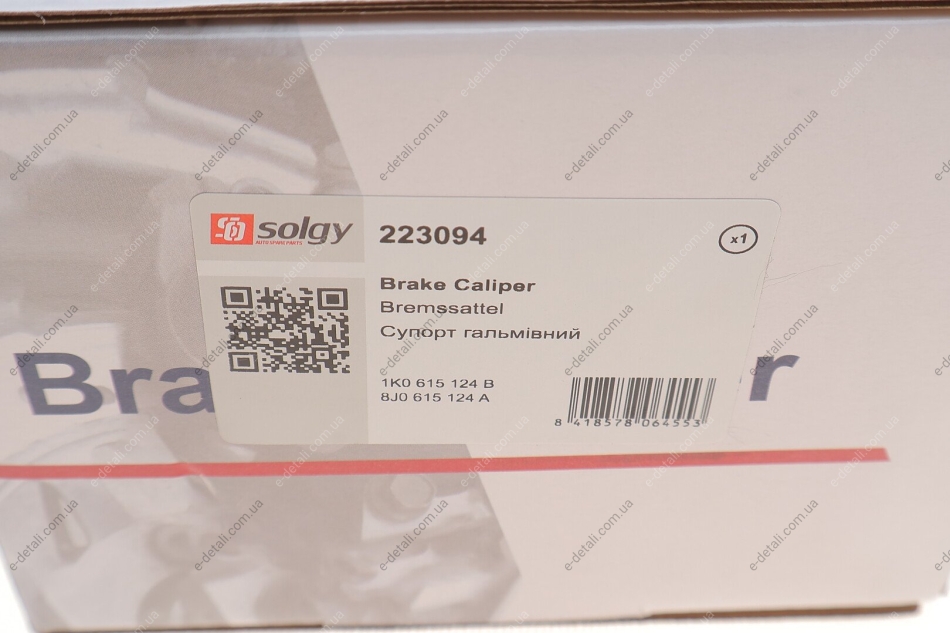 solgy
AUTO SPARE PARTS
223094
x1
Brake Caliper
Bremssattel
Супорт гальмівний
1K0 615 124 B
8J0 615 124 A
8 418578 064553
Bra
r
e-detali.com.ua